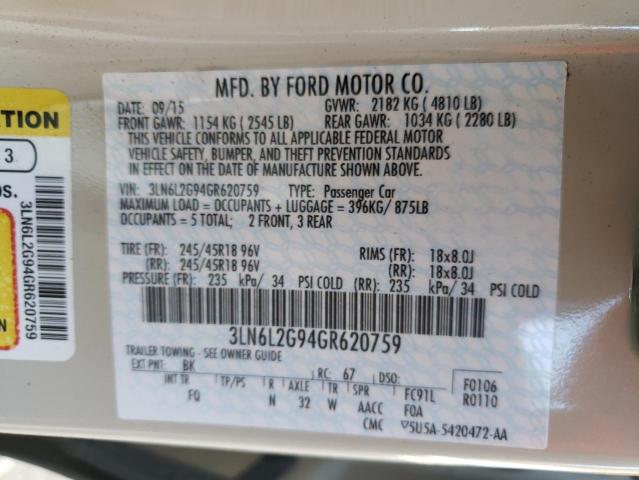 MFD. BY FORD MOTOR CO.
DATE: 09/15 GVWR: 2182 KG ( 4810 LB)
FRONT GAWR: 1154 KG ( 2545 LB) REAR GAWR: 1034 KG ( 2280 LB)
THIS VEHICLE CONFORMS TO ALL APPLICABLE FEDERAL MOTOR
VEHICLE SAFETY, BUMPER, AND THEFT PREVENTION STANDARDS
IN EFFECT ON THE DATE OF MANUFACTURE SHOWN ABOVE.
VIN: 3LN6L2G94GR620759 TYPE: Passenger Car
MAXIMUM LOAD = OCCUPANTS + LUGGAGE = 396KG/ 875LB
OCCUPANTS = 5 TOTAL; 2 FRONT, 3 REAR
TIRE (FR): 245/45R18 96V RIMS (FR): 18x8.0J
(RR): 245/45R18 96V (RR): 18x8.0J
PRESSURE (FR): 235 kPa/ 34 PSI COLD (RR): 235 kPa/ 34 PSI COLD
3LN6L2G94GR620759
TRAILER TOWING - SEE OWNER GUIDE
EXT PNT: BK RC: 67 DSO:
INT TR TP/PS R AXLE TR SPR FC91L F0106
FQ N 32 W AACC FOA R0110
CMC 5U5A-5420472-AA
ATION
3
OS.
3LN6L2G94GR620759
N